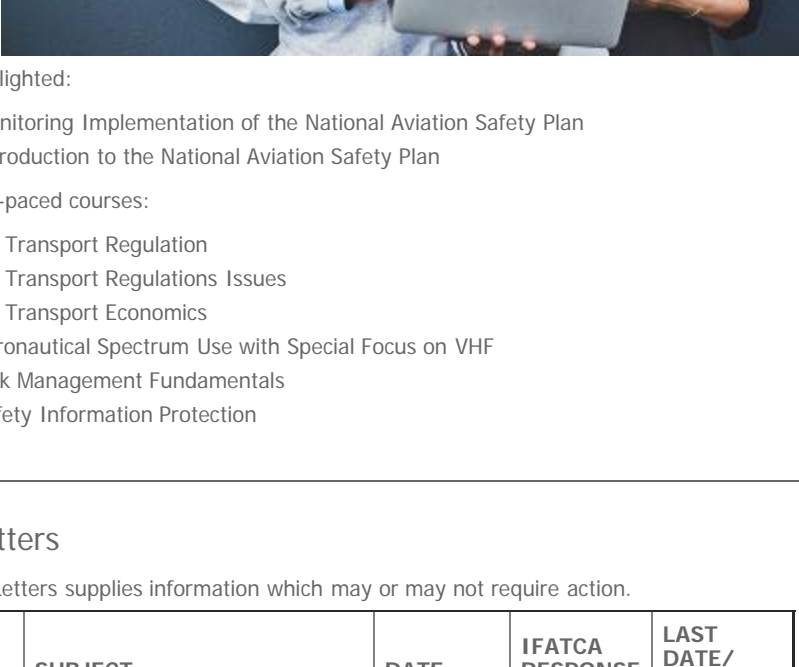 lighted:
nitoring Implementation of the National Aviation Safety Plan
roduction to the National Aviation Safety Plan
-paced courses:
Transport Regulation
Transport Regulations Issues
Transport Economics
ronautical Spectrum Use with Special Focus on VHF
k Management Fundamentals
fety Information Protection
tters
Letters supplies information which may or may not require action.
SUBJECT
DATE
IFATCA
RESPONSE
LAST
DATE/